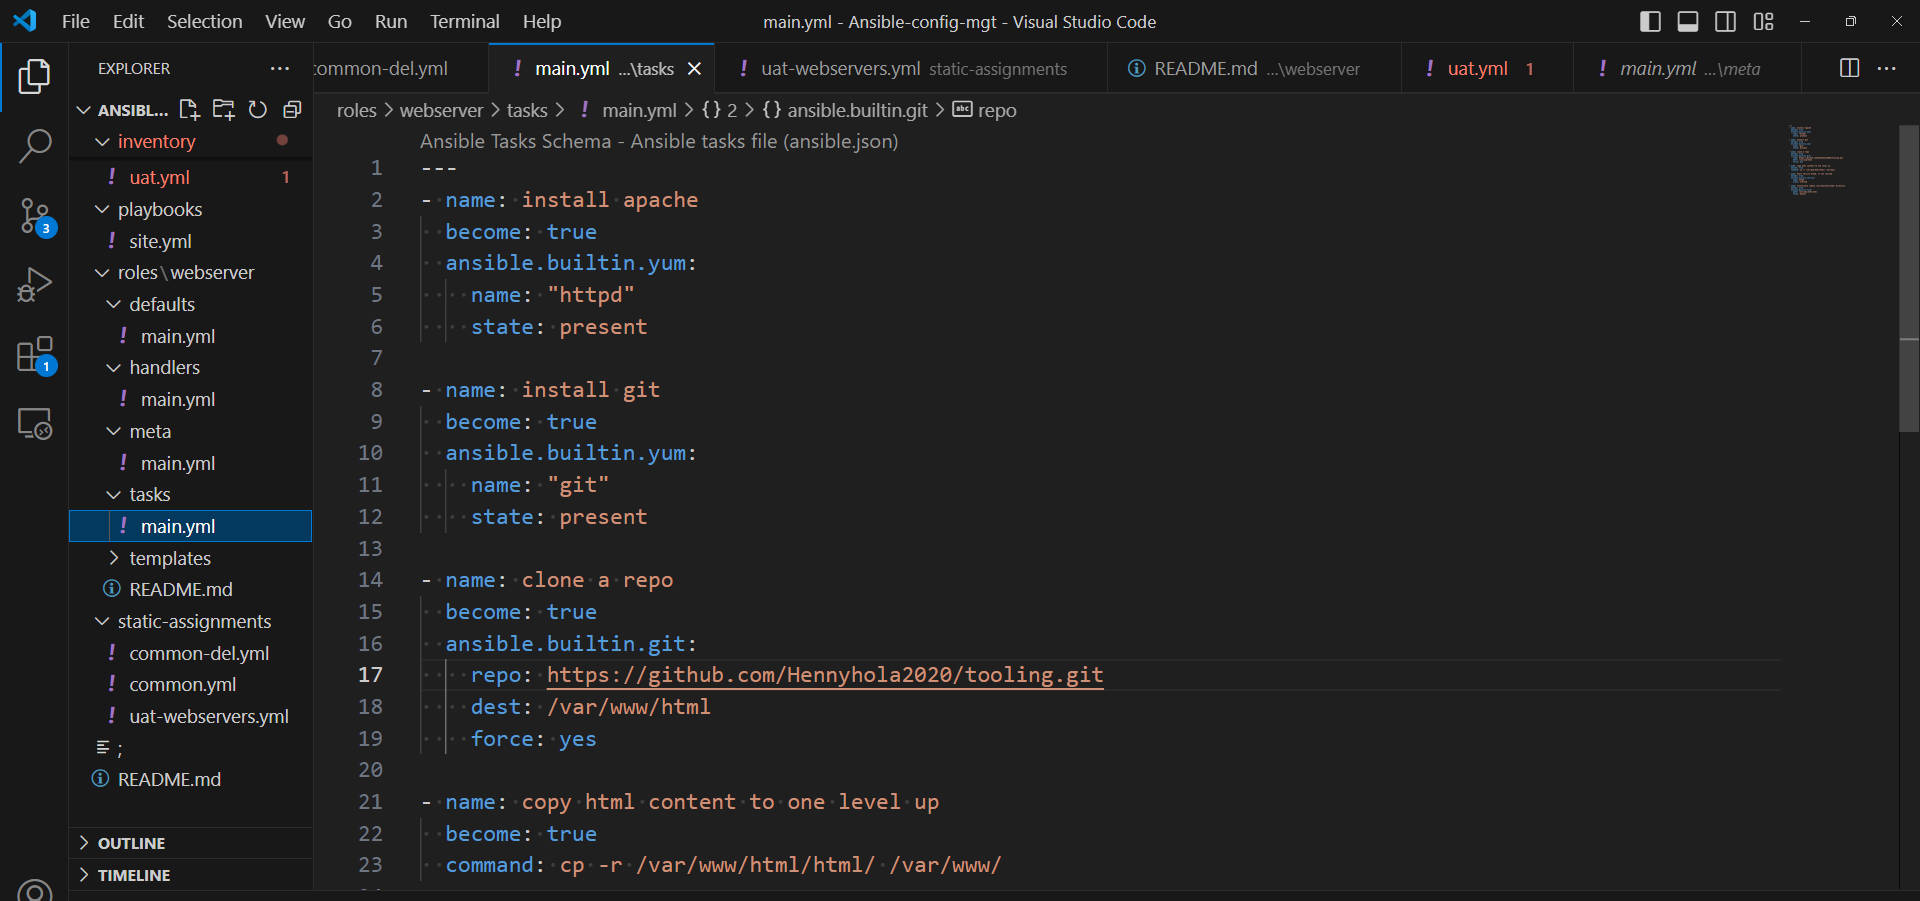 File Edit Selection View Go Run Terminal Help main.yml - Ansible-config-mgt - Visual Studio Code
EXPLORER ···
ommon-del.yml ! main.yml ...\tasks ! uat-webservers.yml static-assignments README.md ...\webserver ! uat.yml 1 ! main.yml ...\meta ···
ANSIBL...
roles > webserver > tasks > ! main.yml > {} 2 > {} ansible.builtin.git > abc repo
inventory
! uat.yml 1
playbooks
! site.yml
roles\webserver
defaults
! main.yml
handlers
! main.yml
meta
! main.yml
tasks
! main.yml
templates
README.md
static-assignments
! common-del.yml
! common.yml
! uat-webservers.yml
;
README.md
OUTLINE
TIMELINE
3
1
Ansible Tasks Schema - Ansible tasks file (ansible.json)
1 ---
2 - name: install apache
3   become: true
4   ansible.builtin.yum:
5     name: "httpd"
6     state: present
7
8 - name: install git
9   become: true
10   ansible.builtin.yum:
11     name: "git"
12     state: present
13
14 - name: clone a repo
15   become: true
16   ansible.builtin.git:
17     repo: https://github.com/Hennyhola2020/tooling.git
18     dest: /var/www/html
19     force: yes
20
21 - name: copy html content to one level up
22   become: true
23   command: cp -r /var/www/html/html/ /var/www/